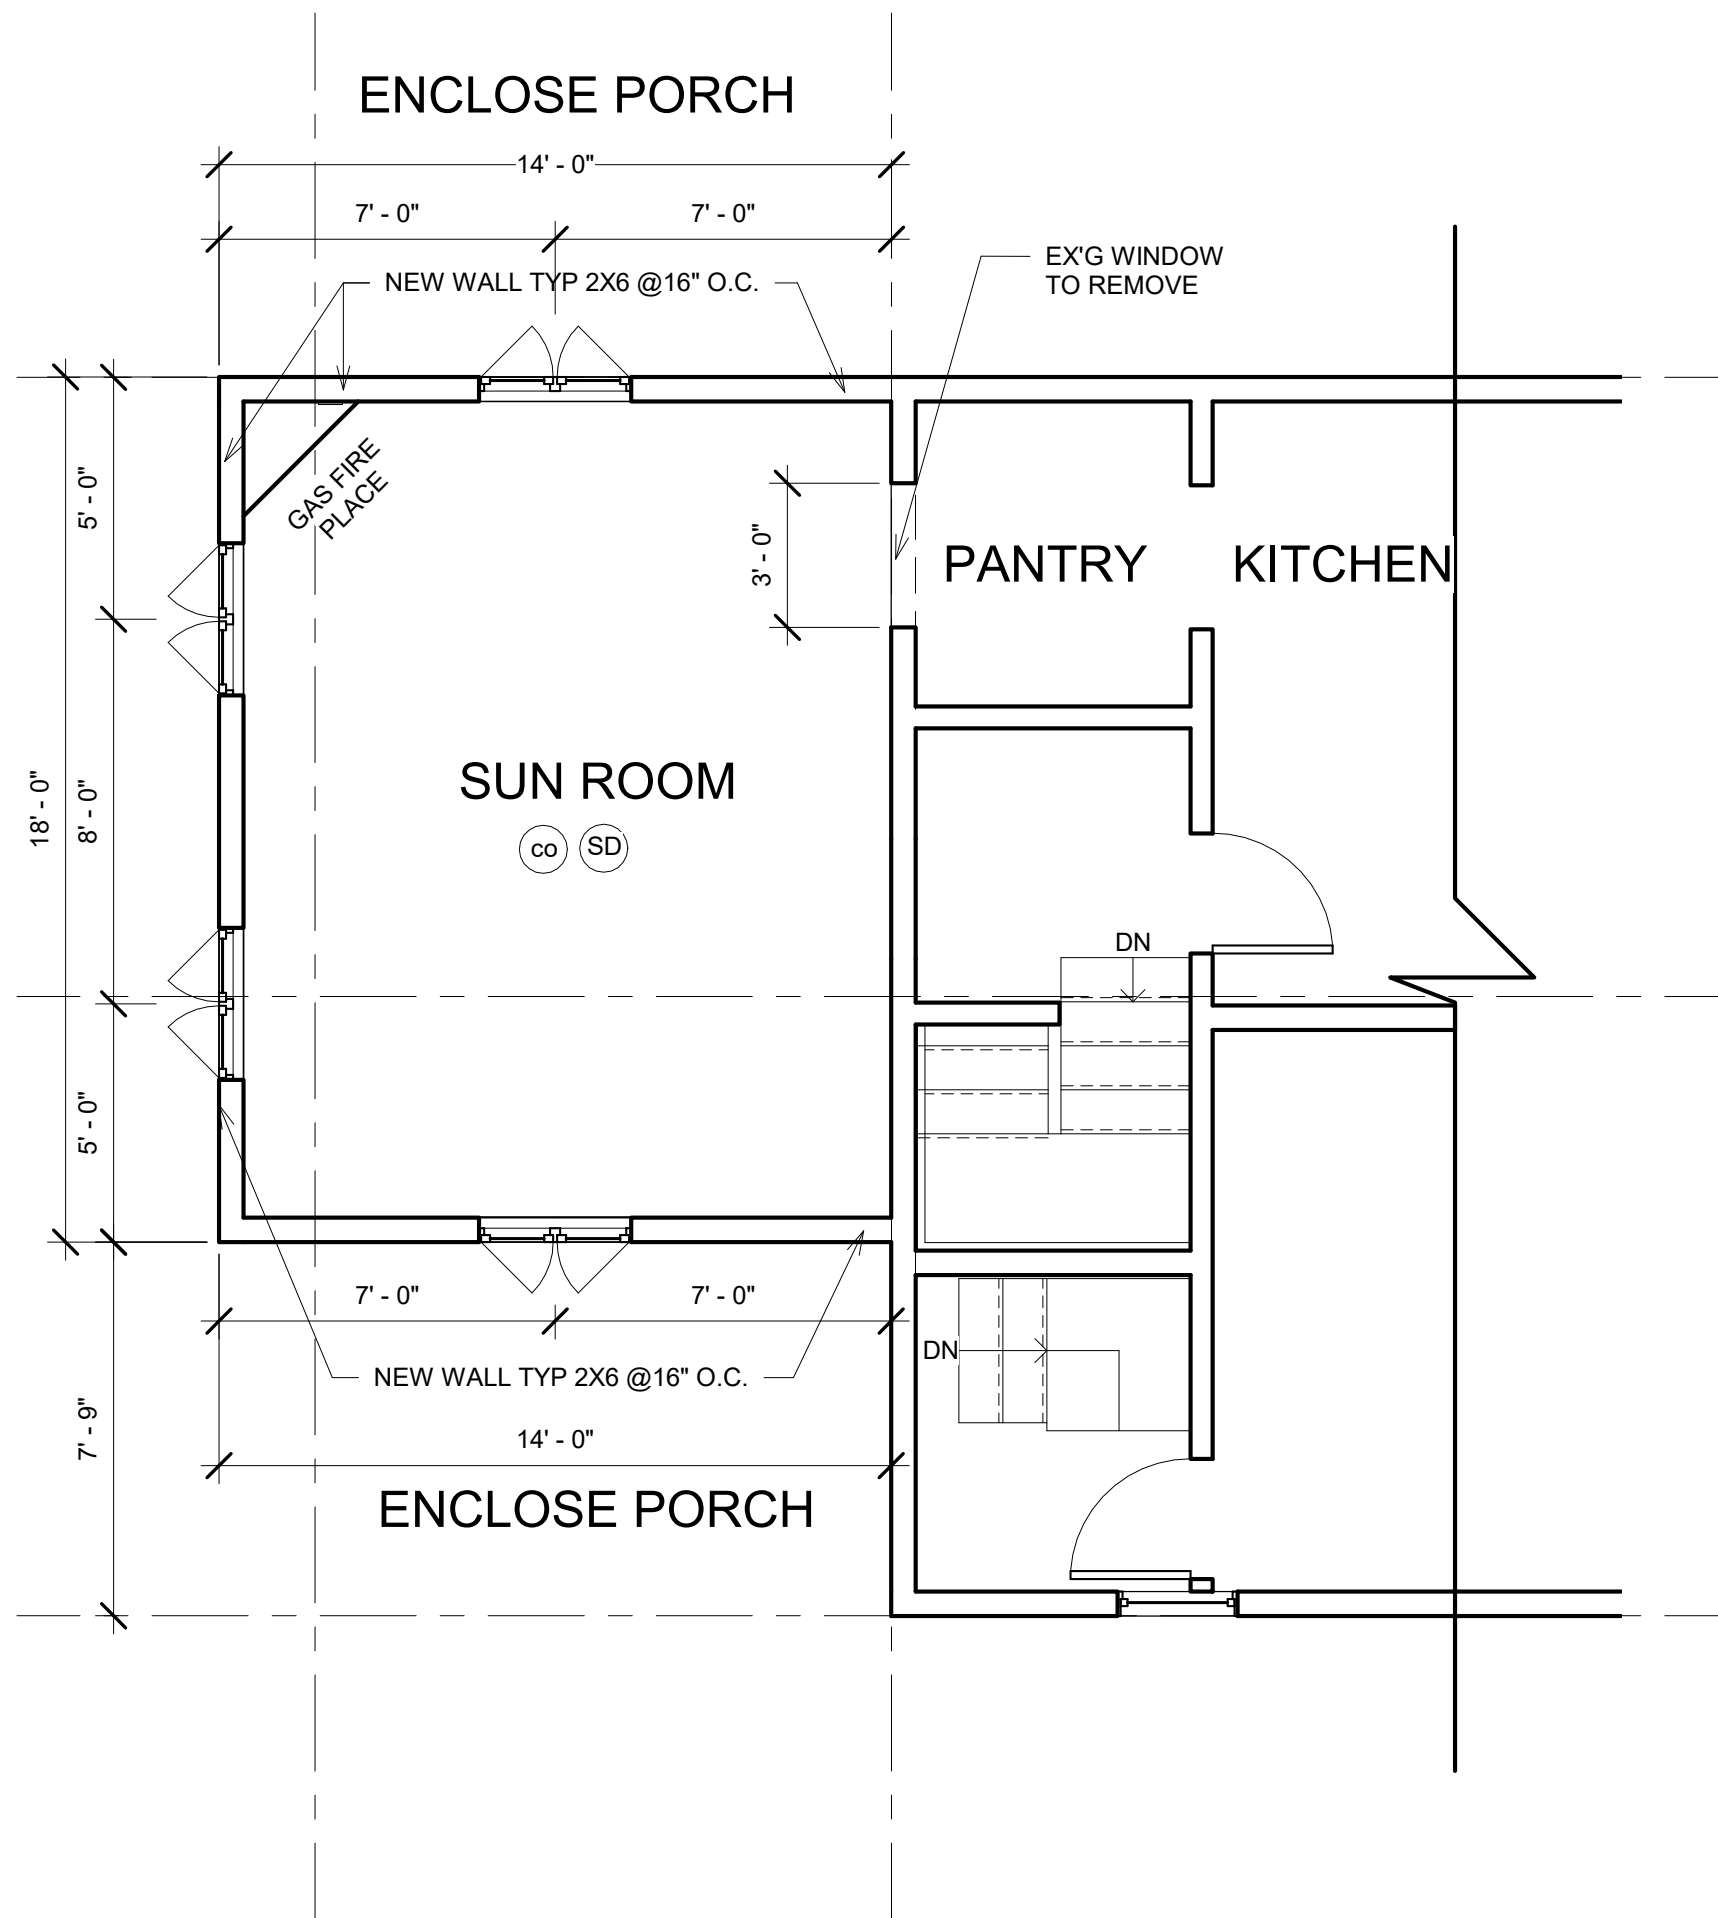 ENCLOSE PORCH
14' - 0"
7' - 0"
7' - 0"
NEW WALL TYP 2X6 @16" O.C.
EX'G WINDOW
TO REMOVE
GAS FIRE
PLACE
5' - 0"
3' - 0"
PANTRY
KITCHEN
SUN ROOM
co
SD
18' - 0"
8' - 0"
DN
5' - 0"
7' - 0"
7' - 0"
DN
NEW WALL TYP 2X6 @16" O.C.
7' - 9"
14' - 0"
ENCLOSE PORCH